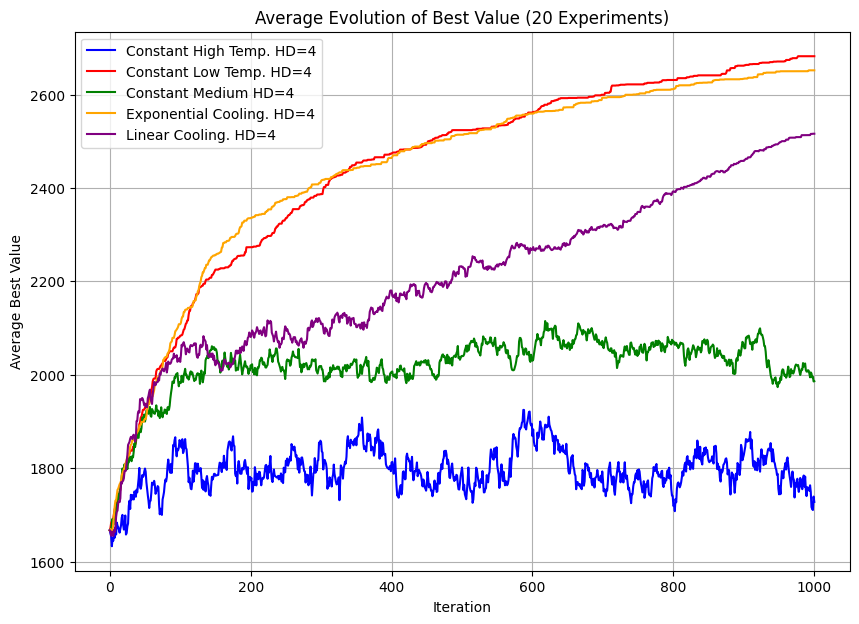 Average Evolution of Best Value (20 Experiments)
Constant High Temp. HD=4
Constant Low Temp. HD=4
Constant Medium HD=4
Exponential Cooling. HD=4
Linear Cooling. HD=4
Average Best Value
2600
2400
2200
2000
1800
1600
0 200 400 600 800 1000
Iteration